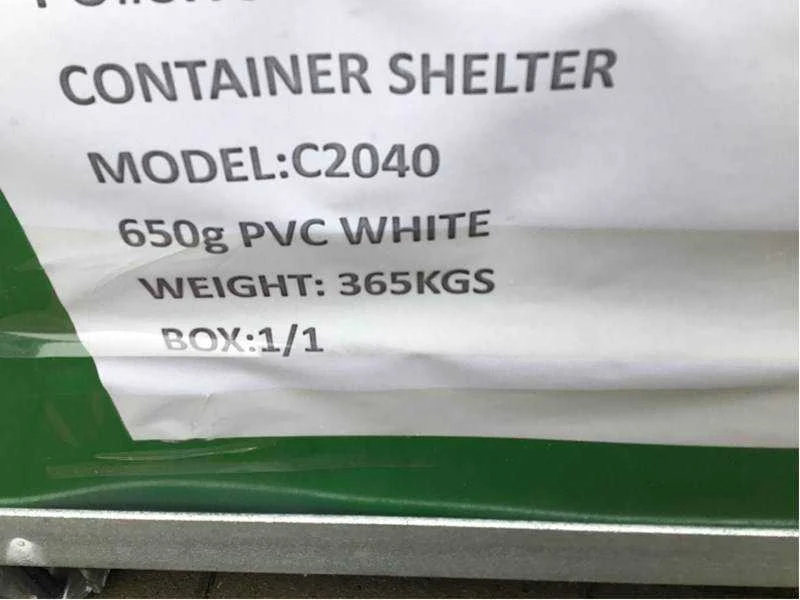 CONTAINER SHELTER
MODEL:C2040
650g PVC WHITE
WEIGHT: 365KGS
BOX:1/1